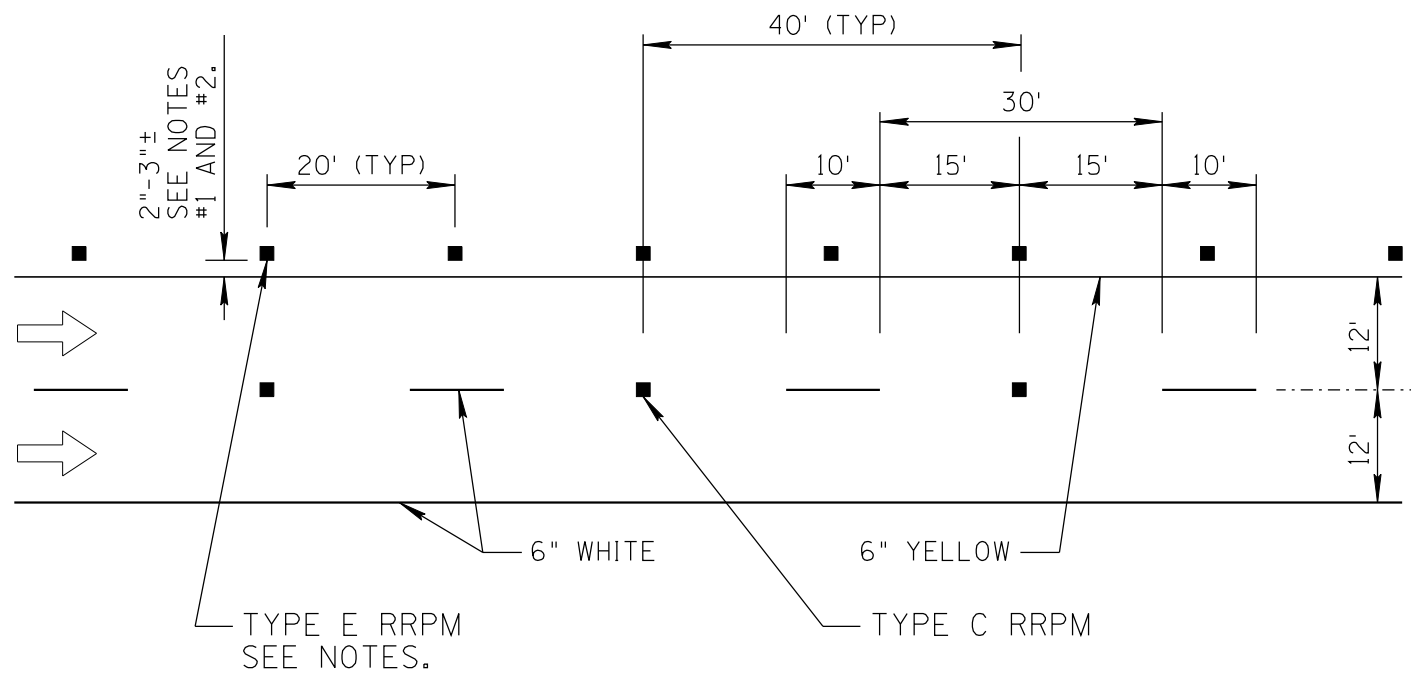 40' (TYP)
2"-3"±
SEE NOTES
#1 AND #2.
30'
20' (TYP)
10'
15'
15'
10'
12'
12'
6" WHITE
6" YELLOW
TYPE E RRPM
SEE NOTES.
TYPE C RRPM